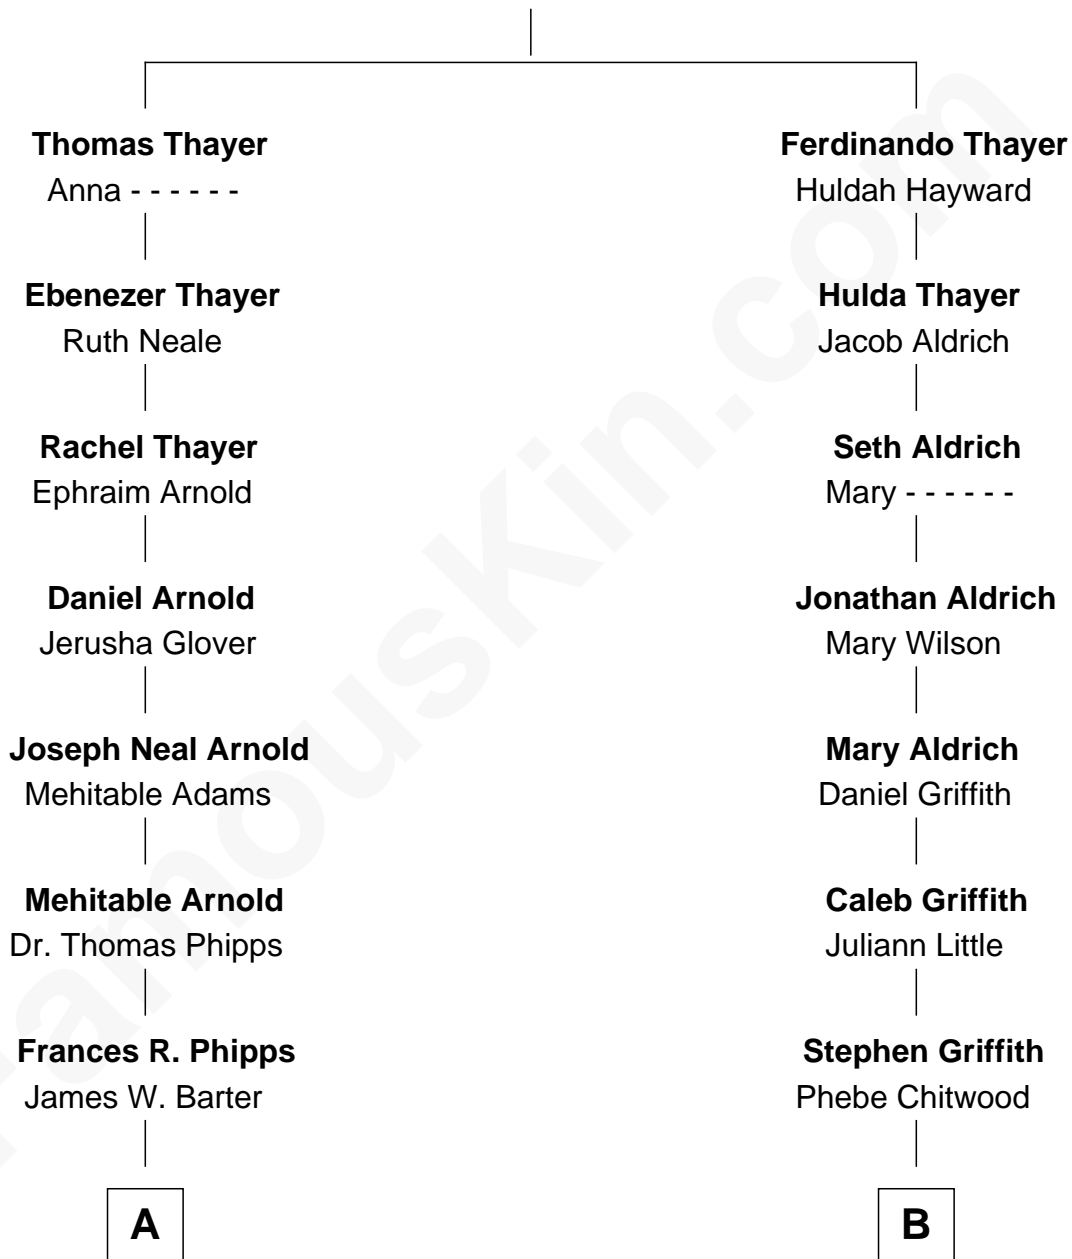 Thomas Thayer
Anna - - - - - -
Ebenezer Thayer
Ruth Neale
Rachel Thayer
Ephraim Arnold
Daniel Arnold
Jerusha Glover
Joseph Neal Arnold
Mehitable Adams
Mehitable Arnold
Dr. Thomas Phipps
Frances R. Phipps
James W. Barter
A
Ferdinando Thayer
Huldah Hayward
Hulda Thayer
Jacob Aldrich
Seth Aldrich
Mary - - - - - -
Jonathan Aldrich
Mary Wilson
Mary Aldrich
Daniel Griffith
Caleb Griffith
Juliann Little
Stephen Griffith
Phebe Chitwood
B
FamousKin.com